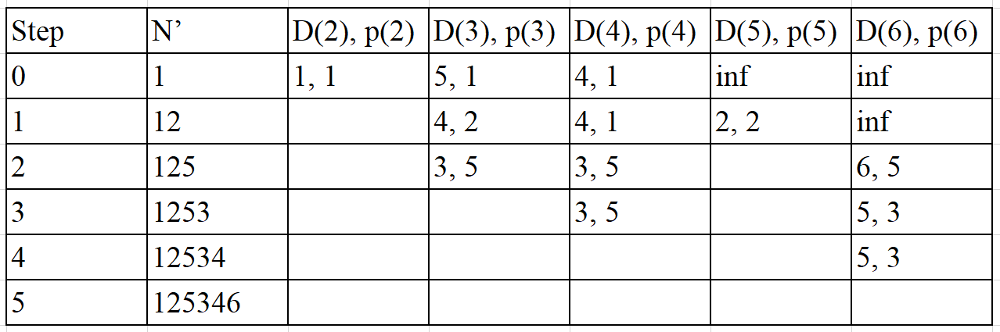 Step N’ D(2), p(2) D(3), p(3) D(4), p(4) D(5), p(5) D(6), p(6)
0 1 1, 1 5, 1 4, 1 inf inf
1 12 4, 2 4, 1 2, 2 inf
2 125 3, 5 3, 5 6, 5
3 1253 3, 5 5, 3
4 12534 5, 3
5 125346